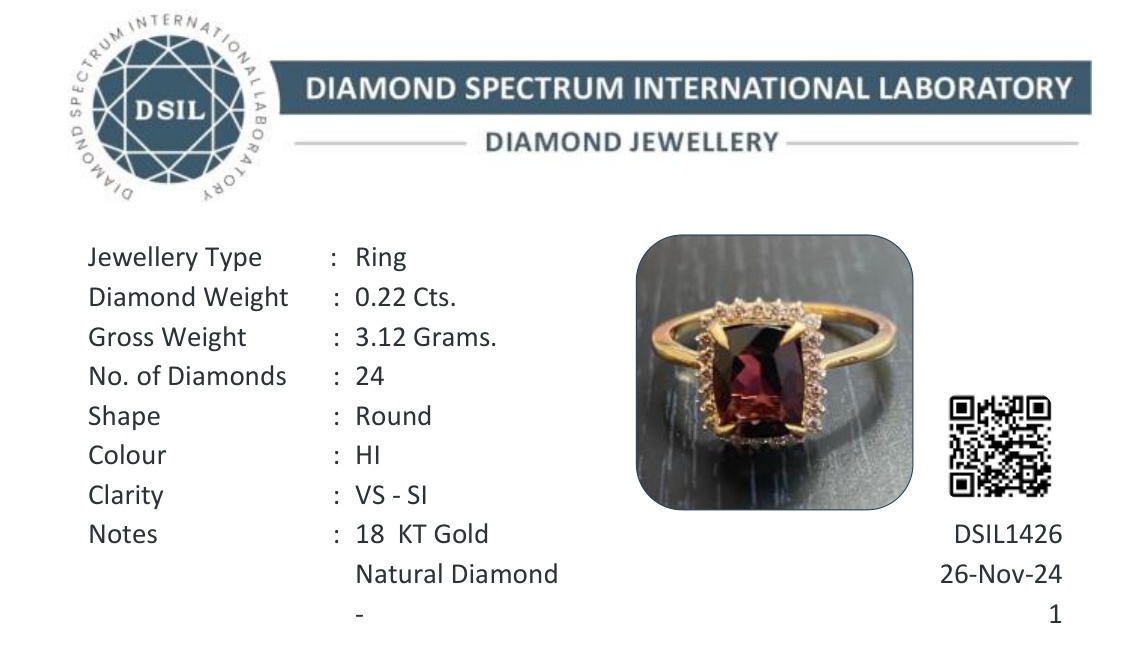 DIAMOND SPECTRUM INTERNATIONAL LABORATORY
DSIL
DIAMOND SPECTRUM INTERNATIONAL LABORATORY
DIAMOND JEWELLERY
Jewellery Type : Ring
Diamond Weight : 0.22 Cts.
Gross Weight : 3.12 Grams.
No. of Diamonds : 24
Shape : Round
Colour : HI
Clarity : VS - SI
Notes : 18 KT Gold
Natural Diamond
-
DSIL1426
26-Nov-24
1